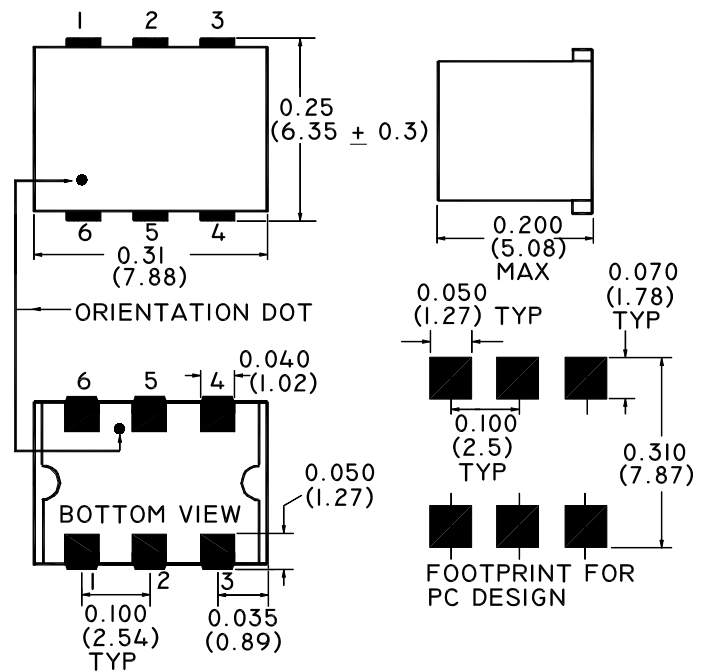 1 2 3
0.25
(6.35 ± 0.3)
6 5 4
0.31
(7.88)
0.200
(5.08)
MAX
ORIENTATION DOT
0.050
(1.27) TYP
0.070
(1.78)
TYP
6 5 4
0.040
(1.02)
0.100
(2.5)
TYP
0.310
(7.87)
0.050
(1.27)
BOTTOM VIEW
1 2 3
0.100
(2.54)
TYP
0.035
(0.89)
FOOTPRINT FOR
PC DESIGN